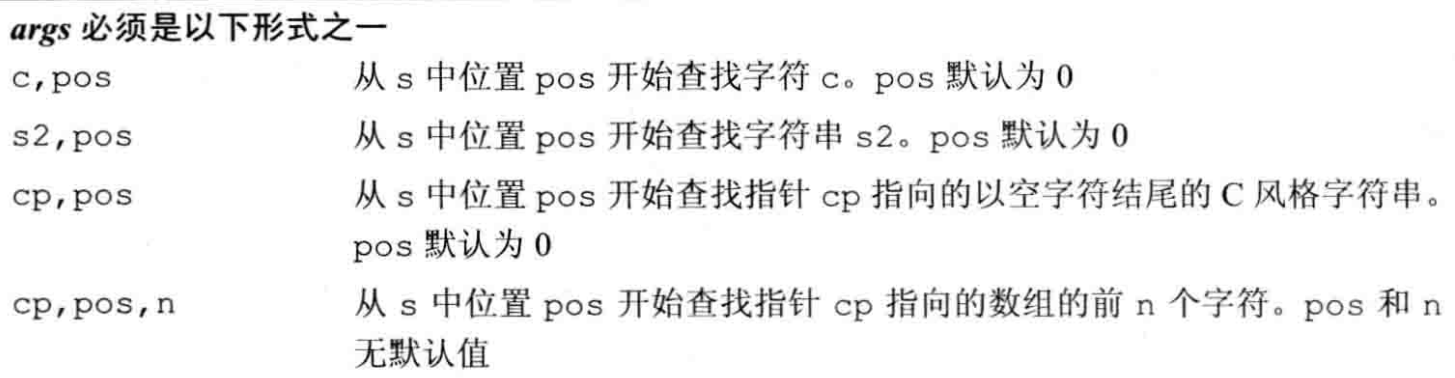 args 必须是以下形式之一
c,pos 从 s 中位置 pos 开始查找字符 c。pos 默认为 0
s2,pos 从 s 中位置 pos 开始查找字符串 s2。pos 默认为 0
cp,pos 从 s 中位置 pos 开始查找指针 cp 指向的以空字符结尾的 C 风格字符串。
pos 默认为 0
cp,pos,n 从 s 中位置 pos 开始查找指针 cp 指向的数组的前 n 个字符。pos 和 n
无默认值